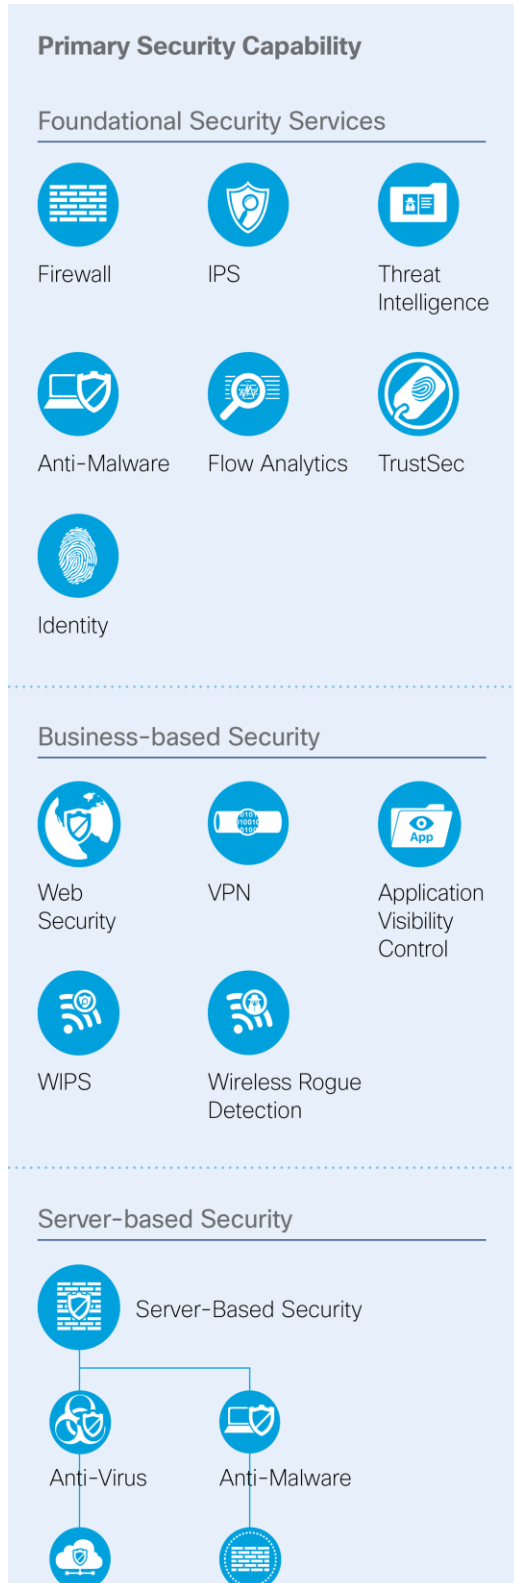 Primary Security Capability
Foundational Security Services
Firewall
IPS
Threat
Intelligence
Anti-Malware
Flow Analytics
TrustSec
Identity
Business-based Security
Web
Security
VPN
App
Application
Visibility
Control
WIPS
Wireless Rogue
Detection
Server-based Security
Server-Based Security
Anti-Virus
Anti-Malware